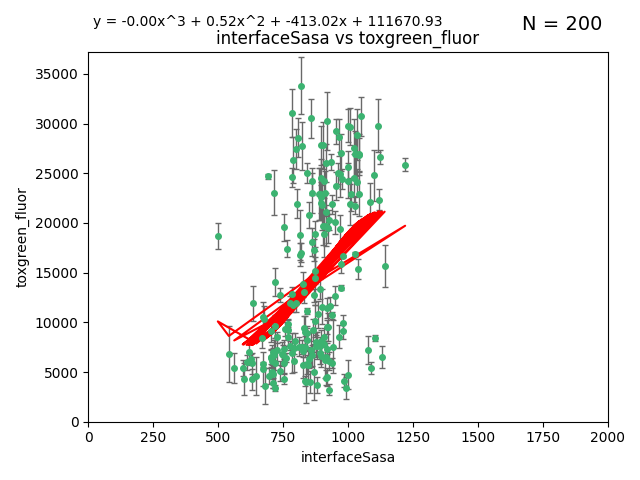 y = -0.00x^3 + 0.52x^2 + -413.02x + 111670.93
N = 200
interfaceSasa vs toxgreen_fluor
toxgreen_fluor
35000
30000
25000
20000
15000
10000
5000
0
0 250 500 750 1000 1250 1500 1750 2000
interfaceSasa